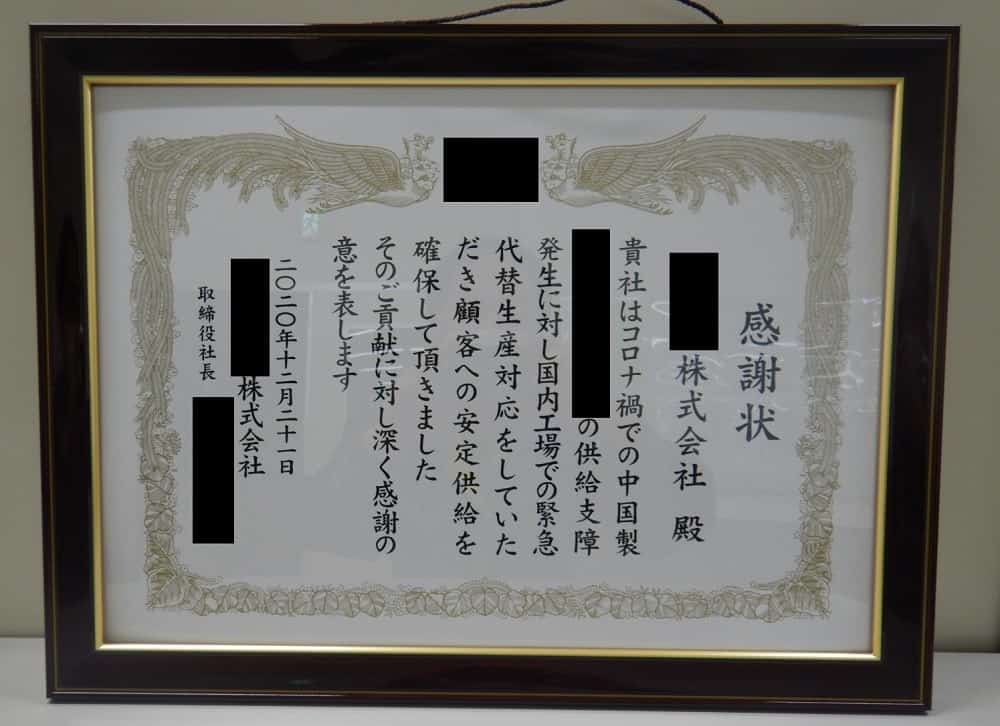 感謝状
株式会社 殿
貴社はコロナ禍での中国製
の供給支障
発生に対し国内工場での緊急
代替生産対応をしていた
だき顧客への安定供給を
確保して頂きました
そのご貢献に対し深く感謝の
意を表します
二〇二〇年十二月二十一日
株式会社
取締役社長